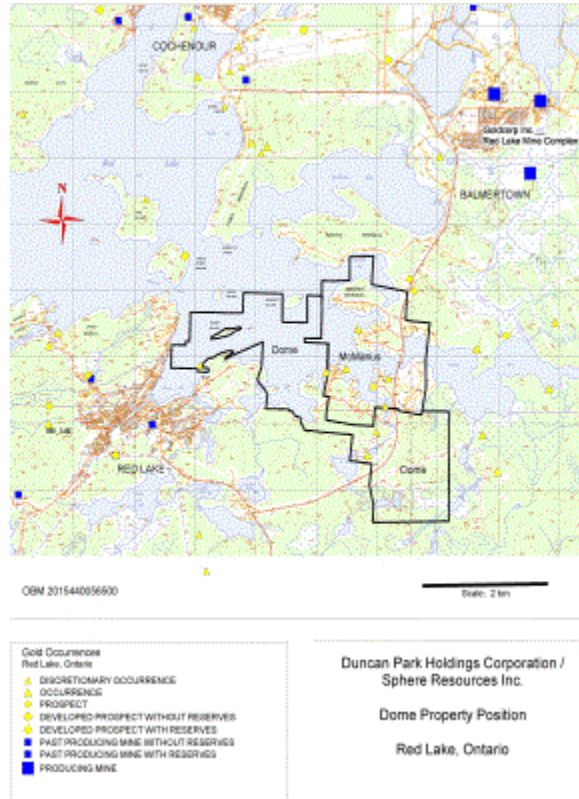 COCHENOUR
Goldcorp Inc.
Red Lake Mine Complex
BALMERTOWN
N
Dome
McManus
RED LAKE
Dome
OBM 2015440056900
Scale: 2 km
Gold Occurrences
Red Lake, Ontario
DISCRETIONARY OCCURRENCE
OCCURRENCE
PROSPECT
DEVELOPED PROSPECT WITHOUT RESERVES
DEVELOPED PROSPECT WITH RESERVES
PAST PRODUCING MINE WITHOUT RESERVES
PAST PRODUCING MINE WITH RESERVES
PRODUCING MINE
Duncan Park Holdings Corporation /
Sphere Resources Inc.
Dome Property Position
Red Lake, Ontario